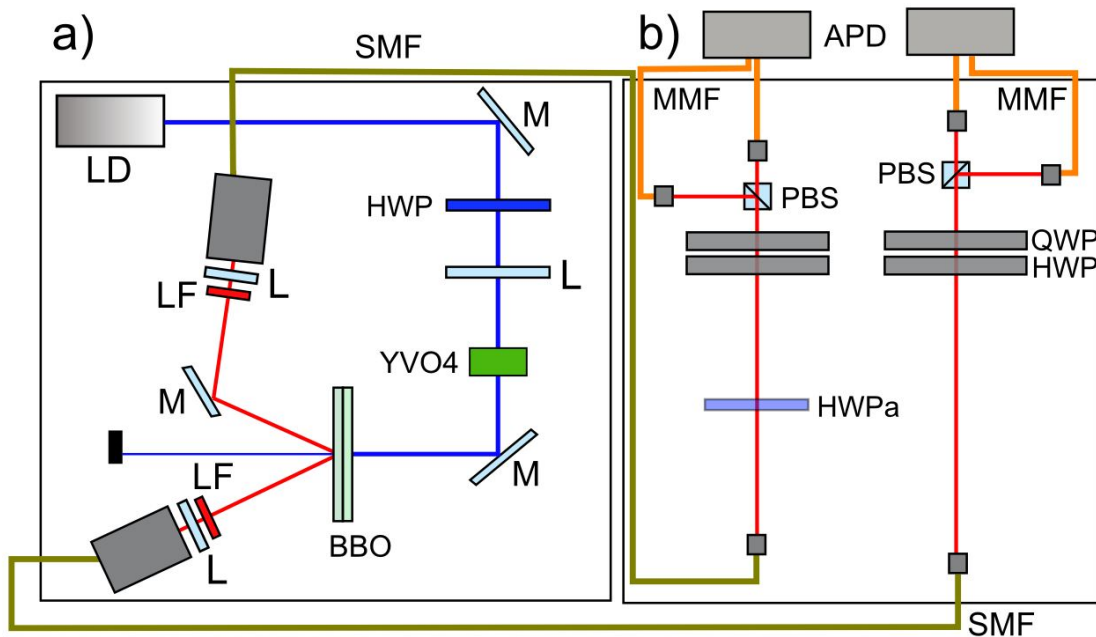 a)
SMF
b)
APD
MMF
MMF
M
LD
HWP
PBS
PBS
L
LF
L
QWP
HWP
YVO4
M
HWPa
LF
M
L
BBO
SMF